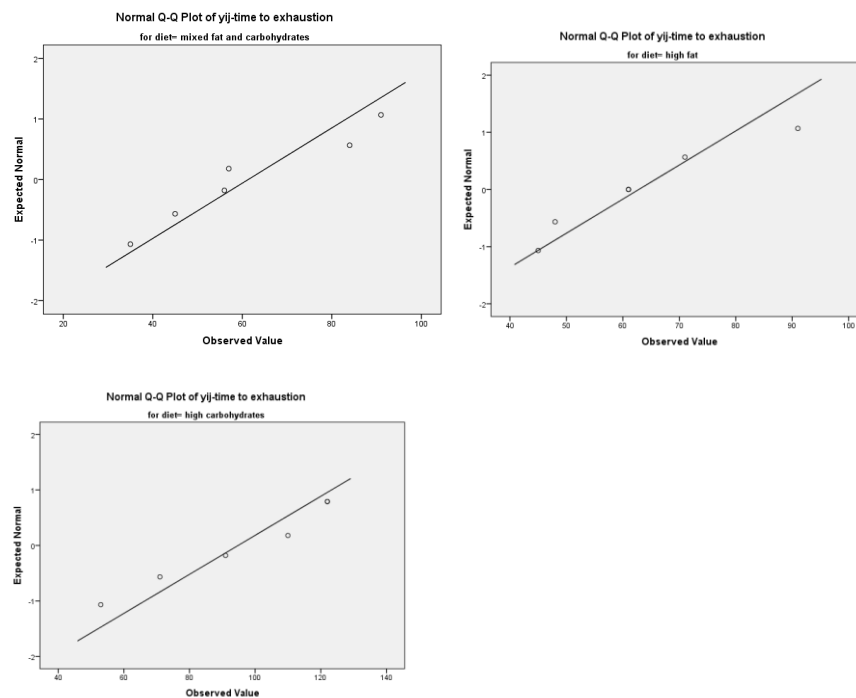 Normal Q-Q Plot of yij-time to exhaustion
for diet= mixed fat and carbohydrates
2
1
0
-1
-2
Expected Normal
20 40 60 80 100
Observed Value
Normal Q-Q Plot of yij-time to exhaustion
for diet= high fat
2
1
0
-1
-2
Expected Normal
40 50 60 70 80 90 100
Observed Value
Normal Q-Q Plot of yij-time to exhaustion
for diet= high carbohydrates
2
1
0
-1
-2
Expected Normal
40 60 80 100 120 140
Observed Value